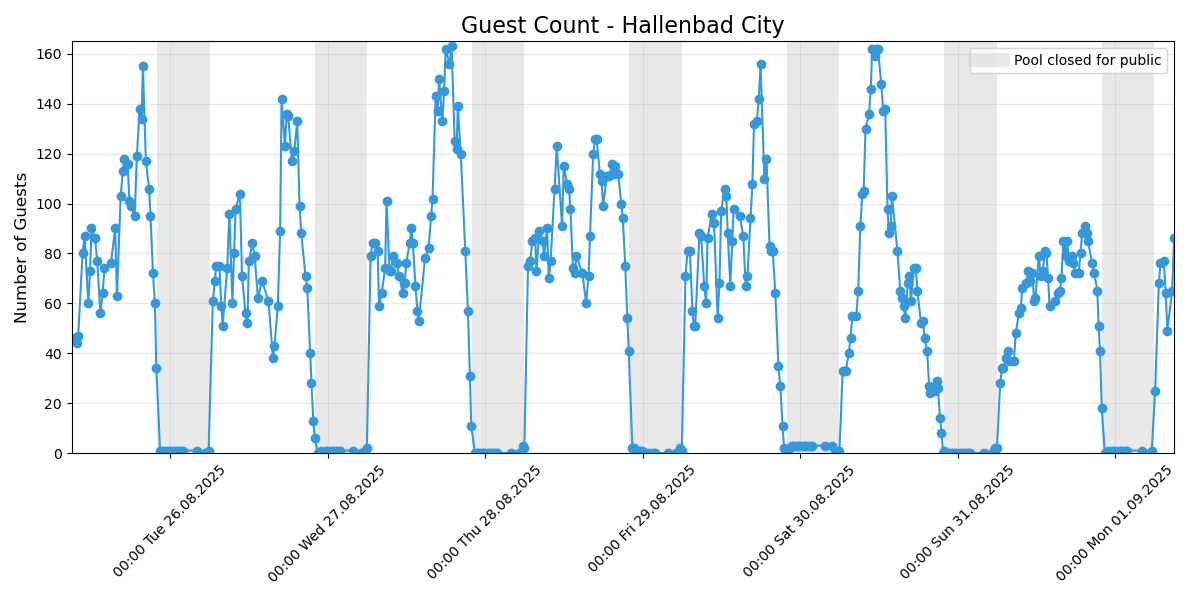 Guest Count - Hallenbad City
Pool closed for public
Number of Guests
160
140
120
100
80
60
40
20
0
00:00 Tue 26.08.2025
00:00 Wed 27.08.2025
00:00 Thu 28.08.2025
00:00 Fri 29.08.2025
00:00 Sat 30.08.2025
00:00 Sun 31.08.2025
00:00 Mon 01.09.2025